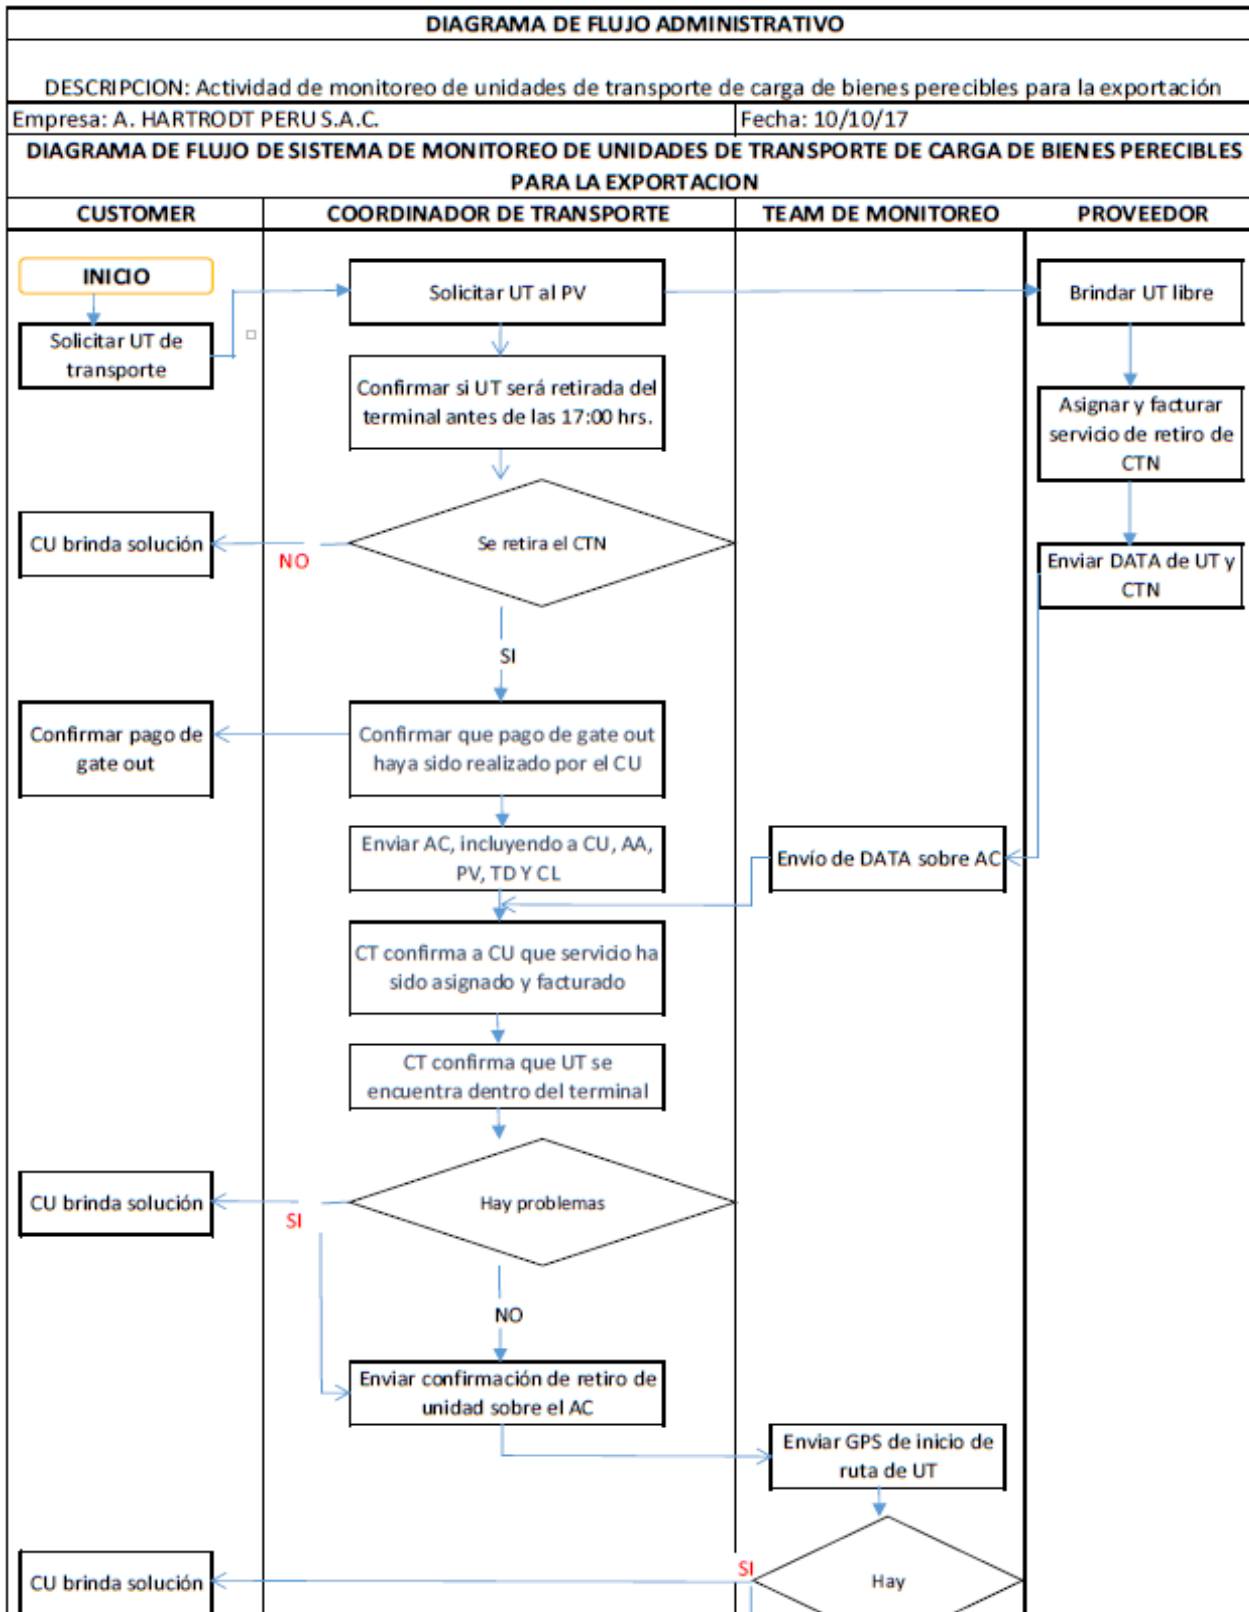 DIAGRAMA DE FLUJO ADMINISTRATIVO
DESCRIPCION: Actividad de monitoreo de unidades de transporte de carga de bienes perecibles para la exportación
Empresa: A. HARTRODT PERU S.A.C.
Fecha: 10/10/17
DIAGRAMA DE FLUJO DE SISTEMA DE MONITOREO DE UNIDADES DE TRANSPORTE DE CARGA DE BIENES PERECIBLES
PARA LA EXPORTACION
CUSTOMER
COORDINADOR DE TRANSPORTE
TEAM DE MONITOREO
PROVEEDOR
INICIO
Solicitar UT al PV
Brindar UT libre
Solicitar UT de
transporte
Confirmar si UT será retirada del
terminal antes de las 17:00 hrs.
Asignar y facturar
servicio de retiro de
CTN
CU brinda solución
NO
Se retira el CTN
Enviar DATA de UT y
CTN
SI
Confirmar pago de
gate out
Confirmar que pago de gate out
haya sido realizado por el CU
Enviar AC, incluyendo a CU, AA,
PV, TD Y CL
Envío de DATA sobre AC
CT confirma a CU que servicio ha
sido asignado y facturado
CT confirma que UT se
encuentra dentro del terminal
CU brinda solución
SI
Hay problemas
NO
Enviar confirmación de retiro de
unidad sobre el AC
Enviar GPS de inicio de
ruta de UT
CU brinda solución
SI
Hay